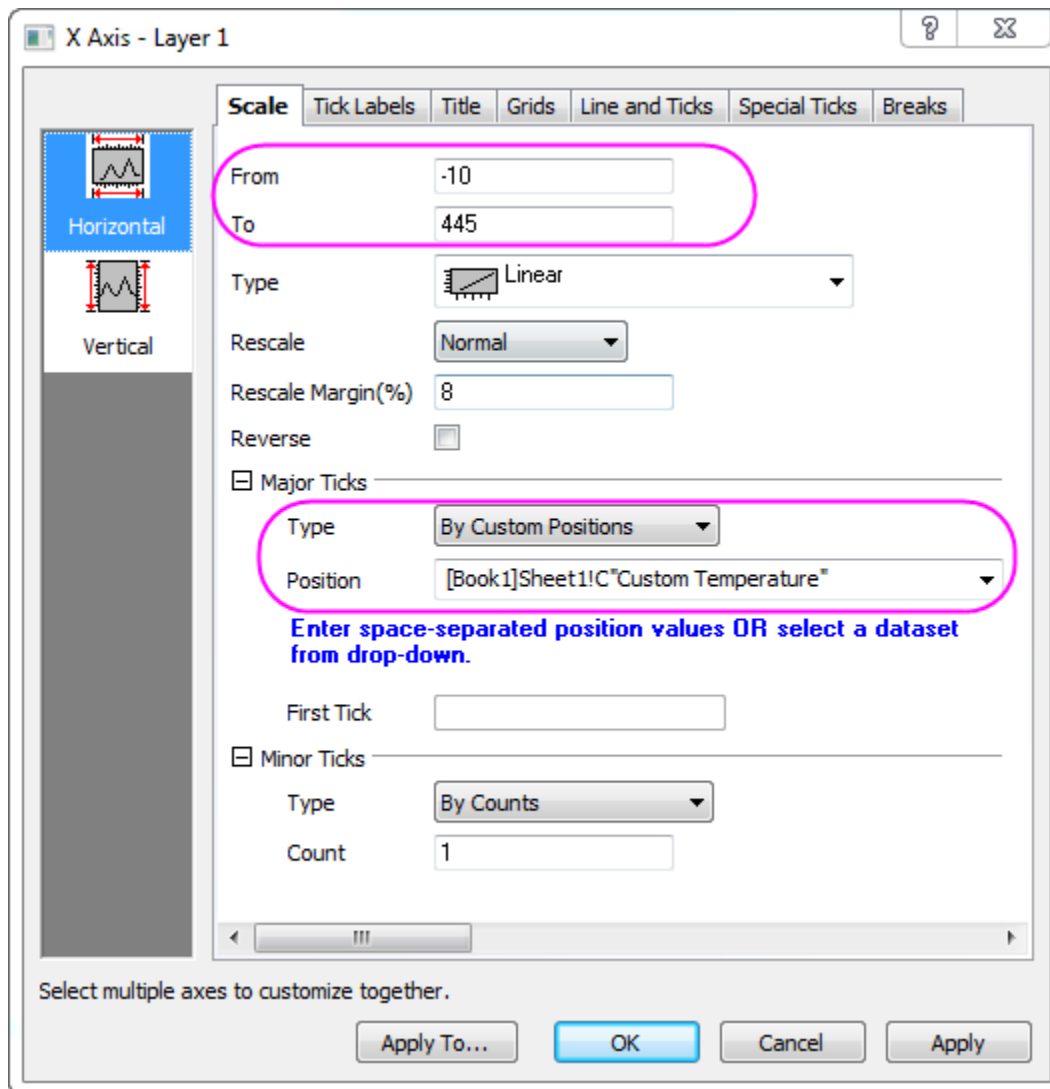 X Axis - Layer 1
Scale Tick Labels Title Grids Line and Ticks Special Ticks Breaks
Horizontal
Vertical
From -10
To 445
Type Linear
Rescale Normal
Rescale Margin(%) 8
Reverse
Major Ticks
Type By Custom Positions
Position [Book1]Sheet1!C"Custom Temperature"
Enter space-separated position values OR select a dataset
from drop-down.
First Tick
Minor Ticks
Type By Counts
Count 1
Select multiple axes to customize together.
Apply To... OK Cancel Apply